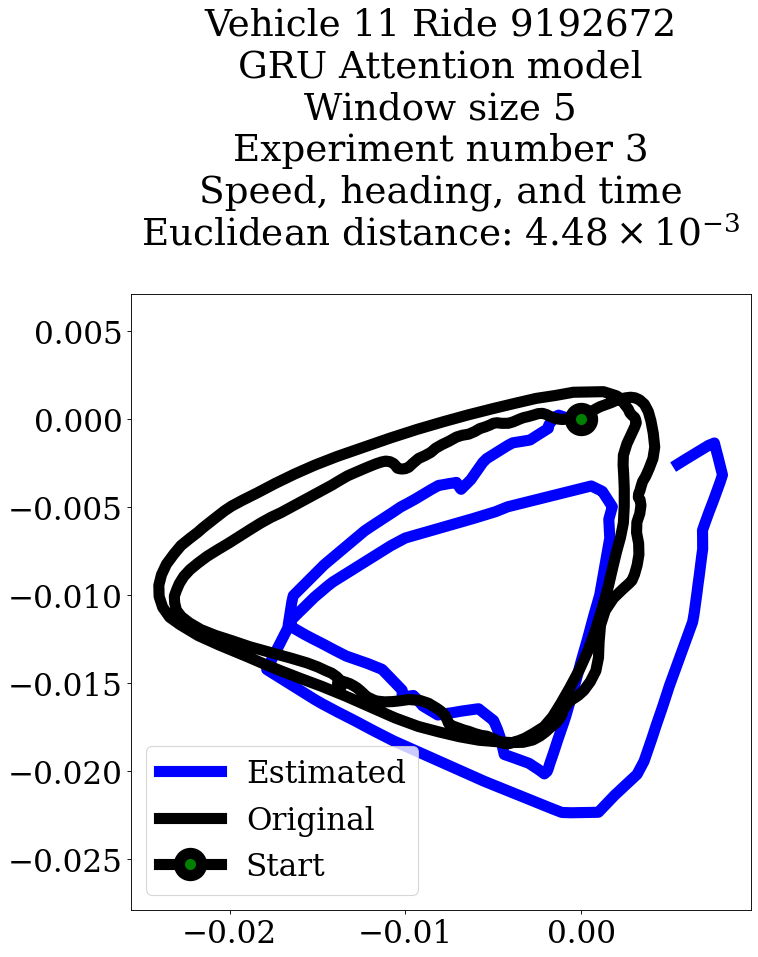 Vehicle 11 Ride 9192672
GRU Attention model
Window size 5
Experiment number 3
Speed, heading, and time
Euclidean distance: 4.48 × 10⁻³
0.005
0.000
−0.005
−0.010
−0.015
−0.020
−0.025
Estimated
Original
Start
−0.02 −0.01 0.00